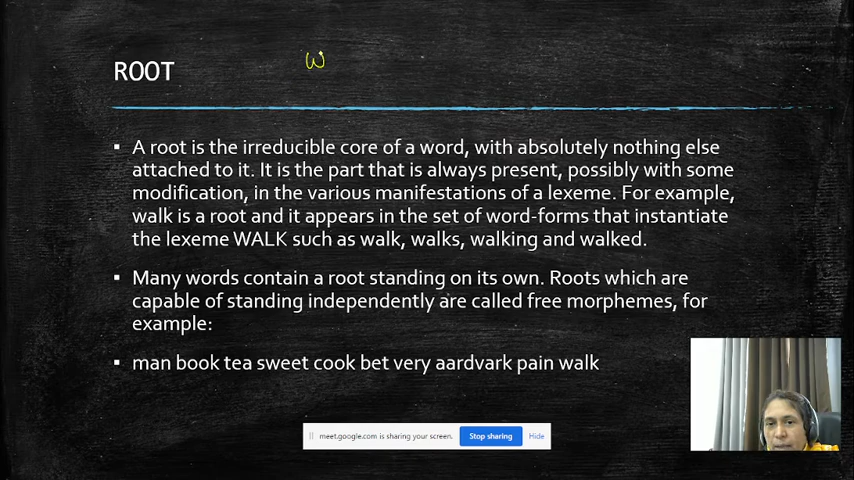 ROOT
w
▪ A root is the irreducible core of a word, with absolutely nothing else
attached to it. It is the part that is always present, possibly with some
modification, in the various manifestations of a lexeme. For example,
walk is a root and it appears in the set of word-forms that instantiate
the lexeme WALK such as walk, walks, walking and walked.
▪ Many words contain a root standing on its own. Roots which are
capable of standing independently are called free morphemes, for
example:
▪ man book tea sweet cook bet very aardvark pain walk
meet.google.com is sharing your screen. Stop sharing Hide